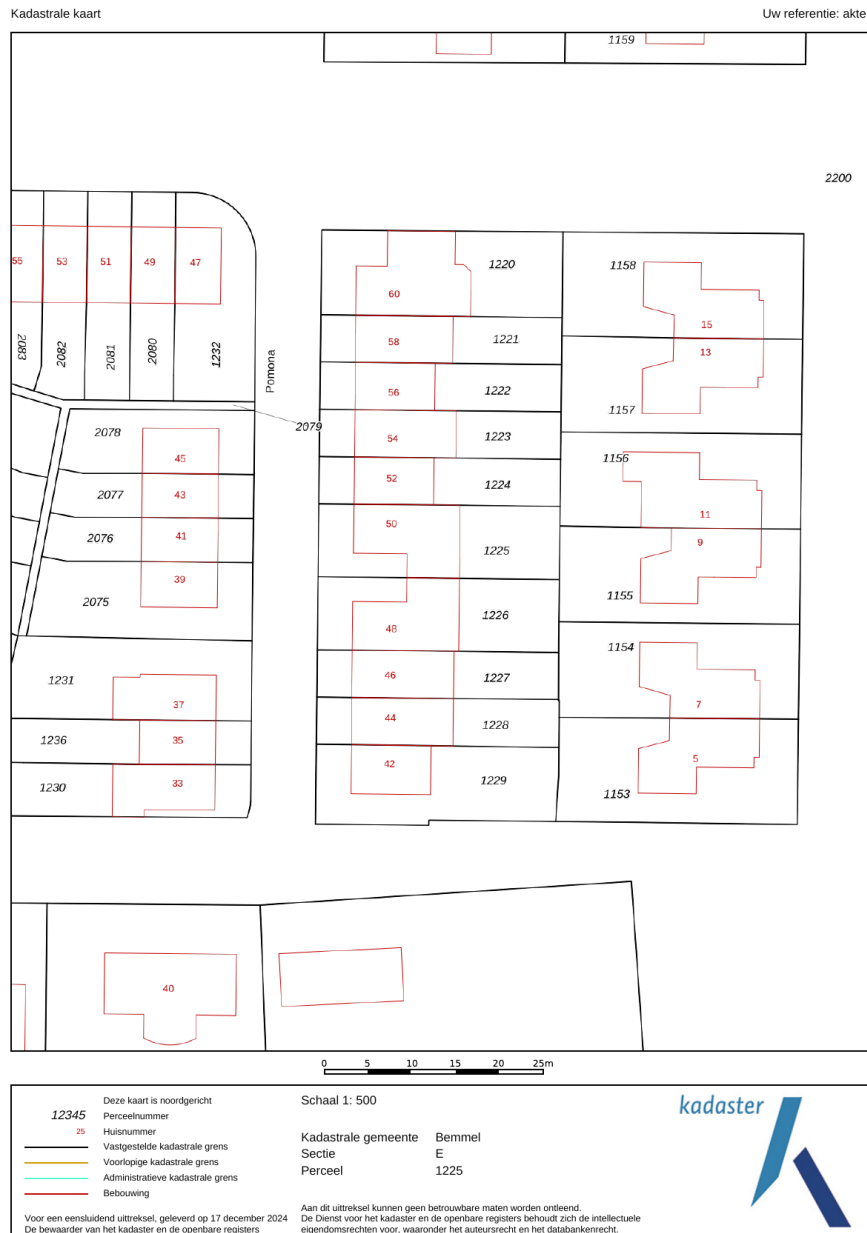 Kadastrale kaart
Uw referentie: akte
1159
2200
55
53
51
49
47
2083
2082
2081
2080
1232
Pomona
2079
60
1220
58
1221
56
1222
54
1223
52
1224
50
1225
48
1226
46
1227
44
1228
42
1229
1158
15
13
1157
1156
11
9
1155
1154
7
5
1153
2078
45
2077
43
2076
41
2075
39
1231
37
1236
35
1230
33
40
0 5 10 15 20 25m
Deze kaart is noordgericht
12345 Perceelnummer
25 Huisnummer
Vastgestelde kadastrale grens
Voorlopige kadastrale grens
Administratieve kadastrale grens
Bebouwing
Voor een eensluidend uittreksel, geleverd op 17 december 2024
De bewaarder van het kadaster en de openbare registers
Schaal 1: 500
Kadastrale gemeente Bemmel
Sectie E
Perceel 1225
Aan dit uittreksel kunnen geen betrouwbare maten worden ontleend.
De Dienst voor het kadaster en de openbare registers behoudt zich de intellectuele
eigendomsrechten voor, waaronder het auteursrecht en het databankenrecht.
kadaster